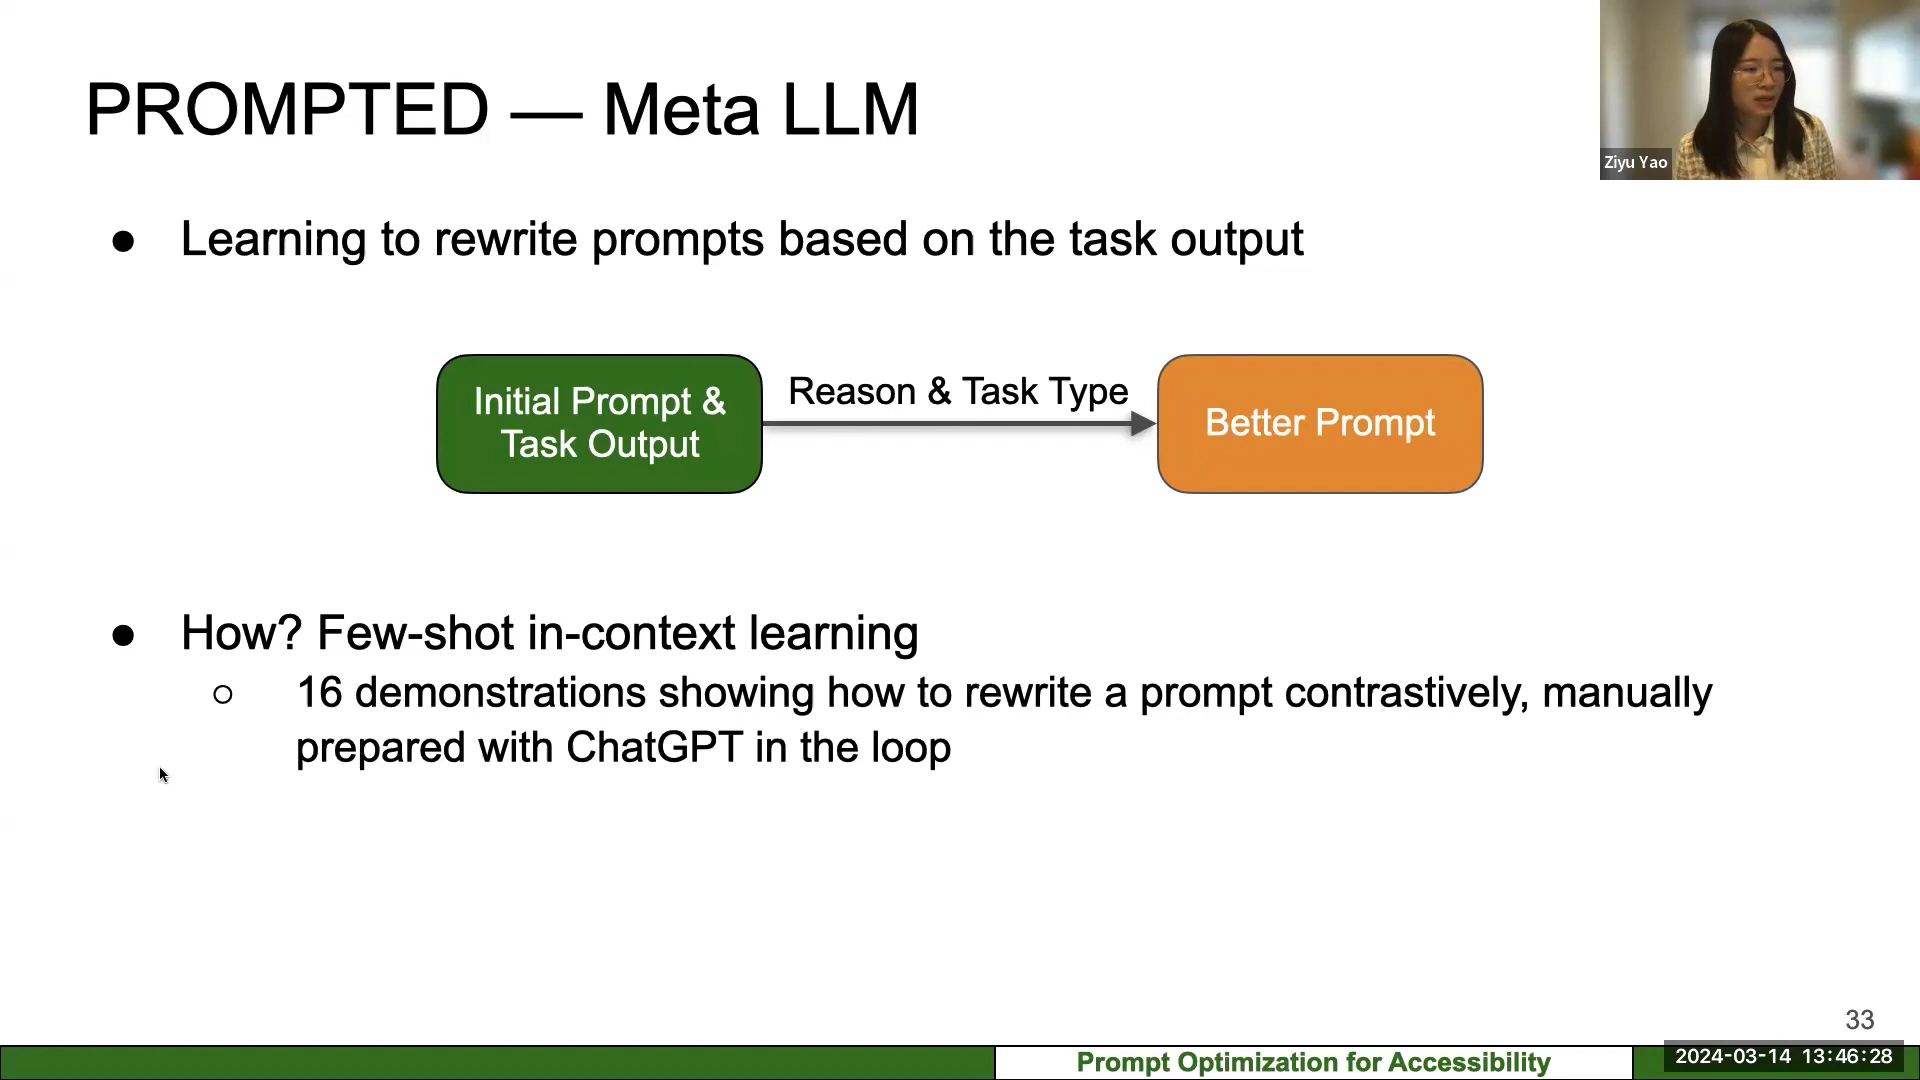 PROMPTED — Meta LLM
Ziyu Yao
● Learning to rewrite prompts based on the task output
Initial Prompt &
Task Output
Reason & Task Type
Better Prompt
● How? Few-shot in-context learning
○ 16 demonstrations showing how to rewrite a prompt contrastively, manually
prepared with ChatGPT in the loop
33
Prompt Optimization for Accessibility
2024-03-14 13:46:28